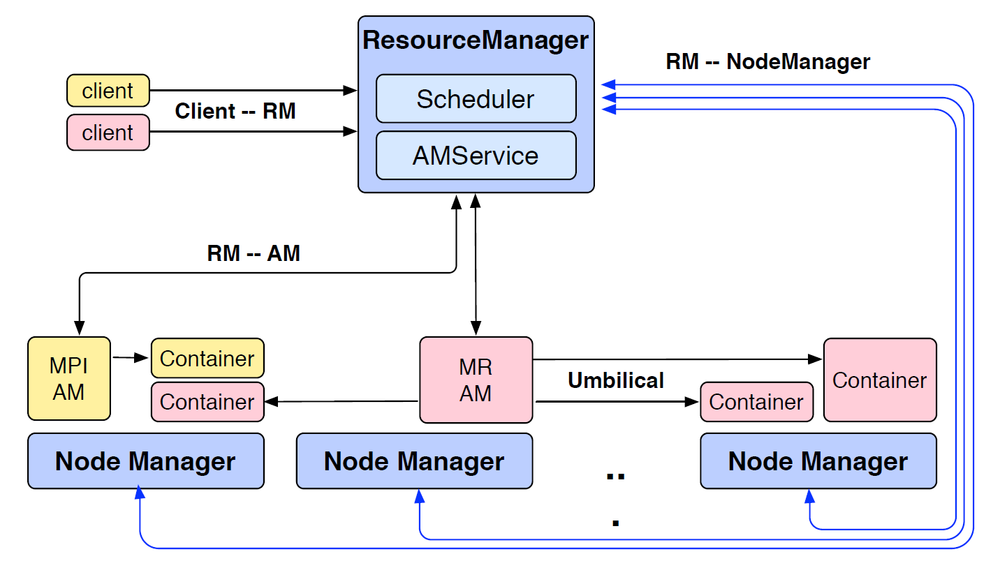 ResourceManager
RM -- NodeManager
client
Scheduler
Client -- RM
client
AMService
RM -- AM
MPI
AM
Container
Container
MR
AM
Umbilical
Container
Container
Node Manager
Node Manager
..
.
Node Manager